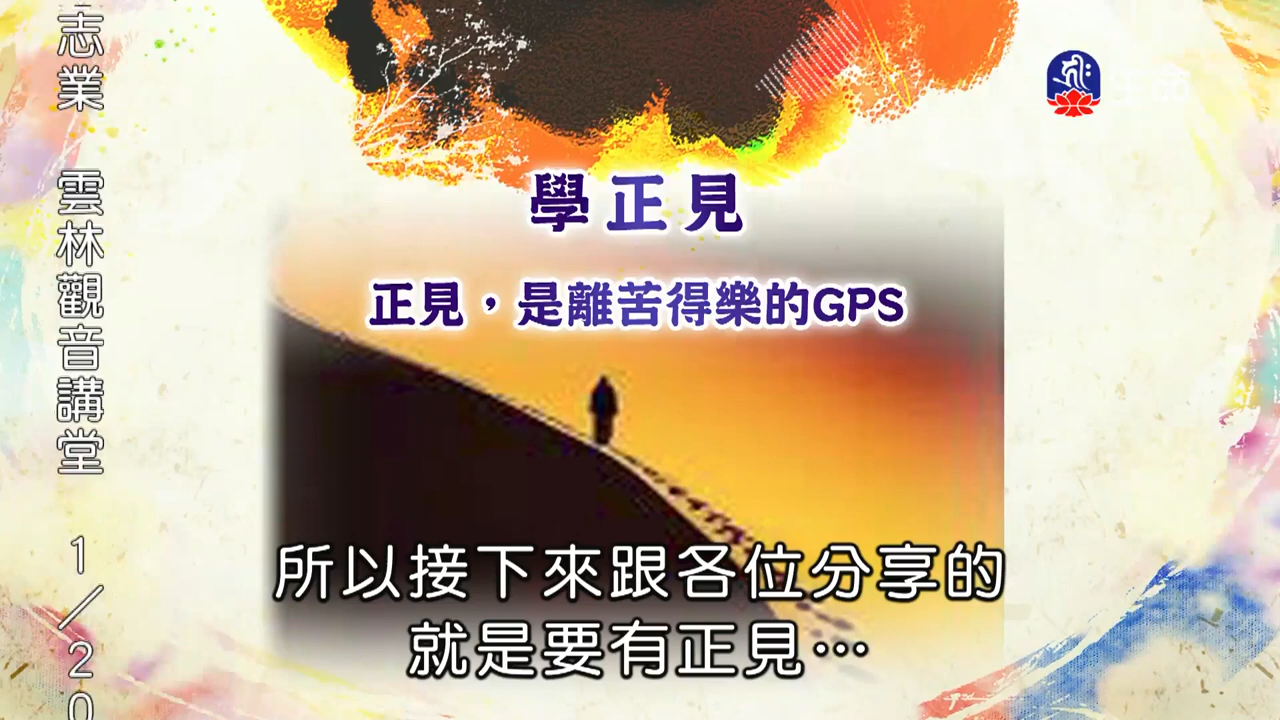 志業 雲林觀音講堂 1/20
學正見
正見，是離苦得樂的GPS
所以接下來跟各位分享的
就是要有正見…